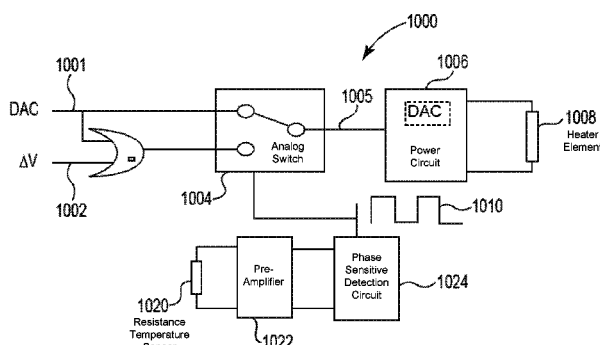 1000
1001
1006
DAC
1005
DAC
1008
Heater
Element
Analog
Switch
Power
Circuit
ΔV
1002
1004
1010
Pre-
Amplifier
Phase
Sensitive
Detection
Circuit
1020
1024
Resistance
Temperature
1022